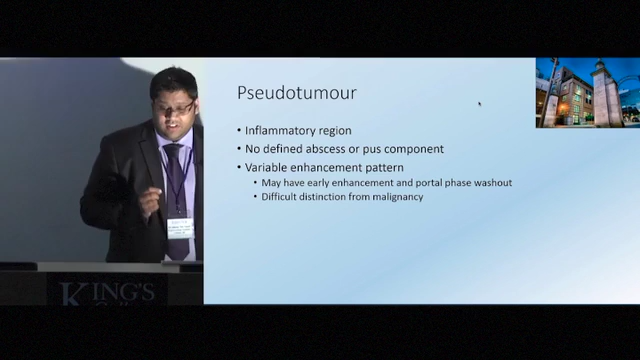 Pseudotumour
• Inflammatory region
• No defined abscess or pus component
• Variable enhancement pattern
• May have early enhancement and portal phase washout
• Difficult distinction from malignancy
KING'S